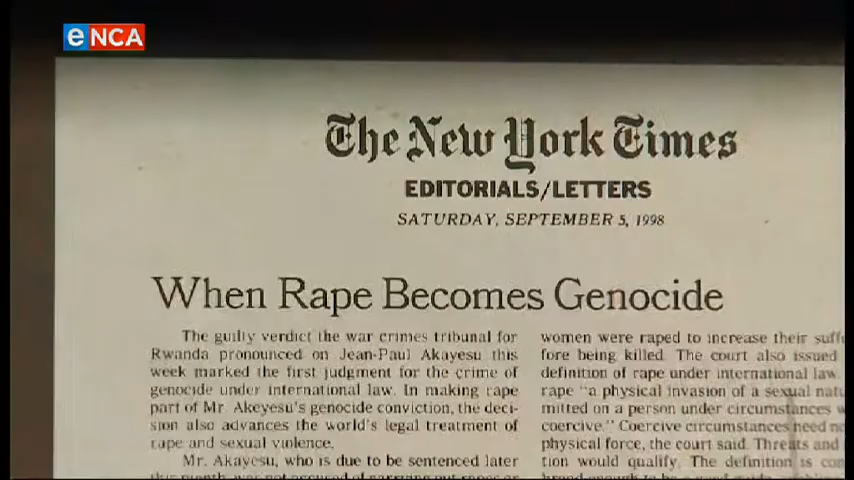 eNCA
The New York Times
EDITORIALS/LETTERS
SATURDAY, SEPTEMBER 5, 1998
When Rape Becomes Genocide
The guilty verdict the war crimes tribunal for
Rwanda pronounced on Jean-Paul Akayesu this
week marked the first judgment for the crime of
genocide under international law. In making rape
part of Mr. Akeyesu's genocide conviction, the deci-
sion also advances the world's legal treatment of
rape and sexual violence.
Mr. Akayesu, who is due to be sentenced later
women were raped to increase their
fore being killed. The court also issued
definition of rape under international law
rape "a physical invasion of a sexual
mitted on a person under circumstances
coercive." Coercive circumstances need
physical force, the court said. Threats and
tion would qualify. The definition is